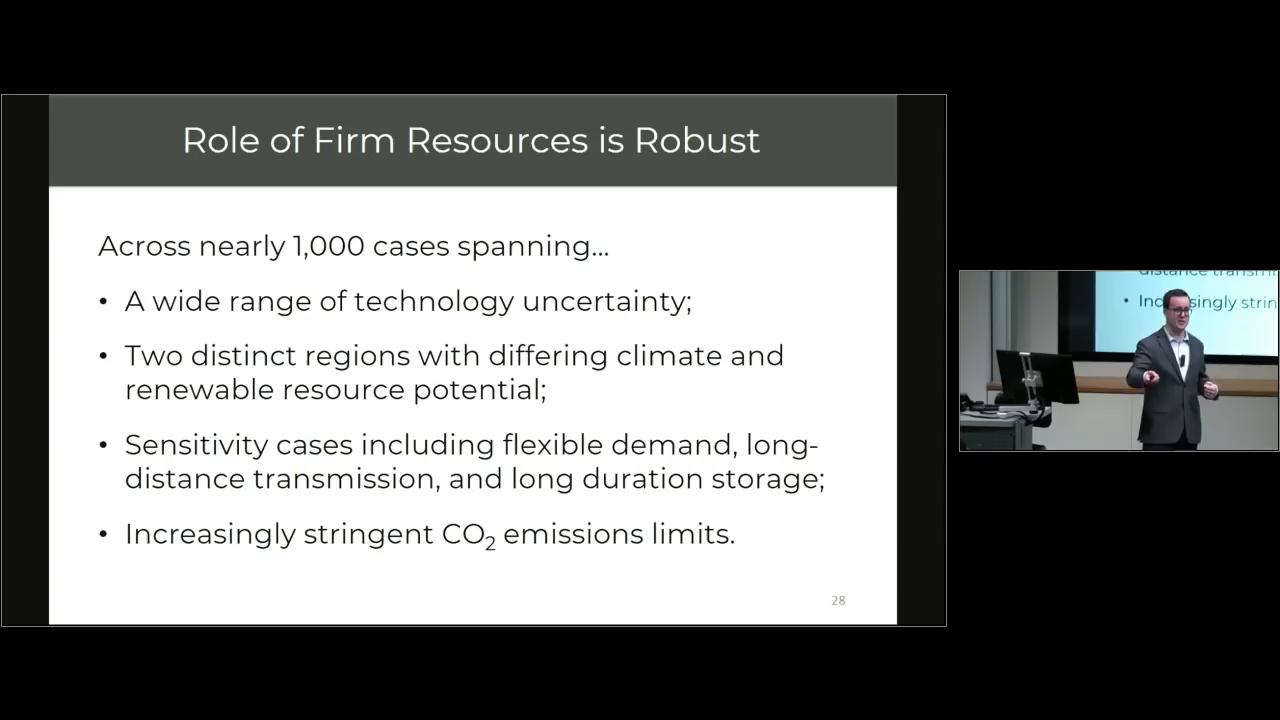 Role of Firm Resources is Robust
Across nearly 1,000 cases spanning...
• A wide range of technology uncertainty;
• Two distinct regions with differing climate and
renewable resource potential;
• Sensitivity cases including flexible demand, long-
distance transmission, and long duration storage;
• Increasingly stringent CO₂ emissions limits.
28
• Increasingly strin